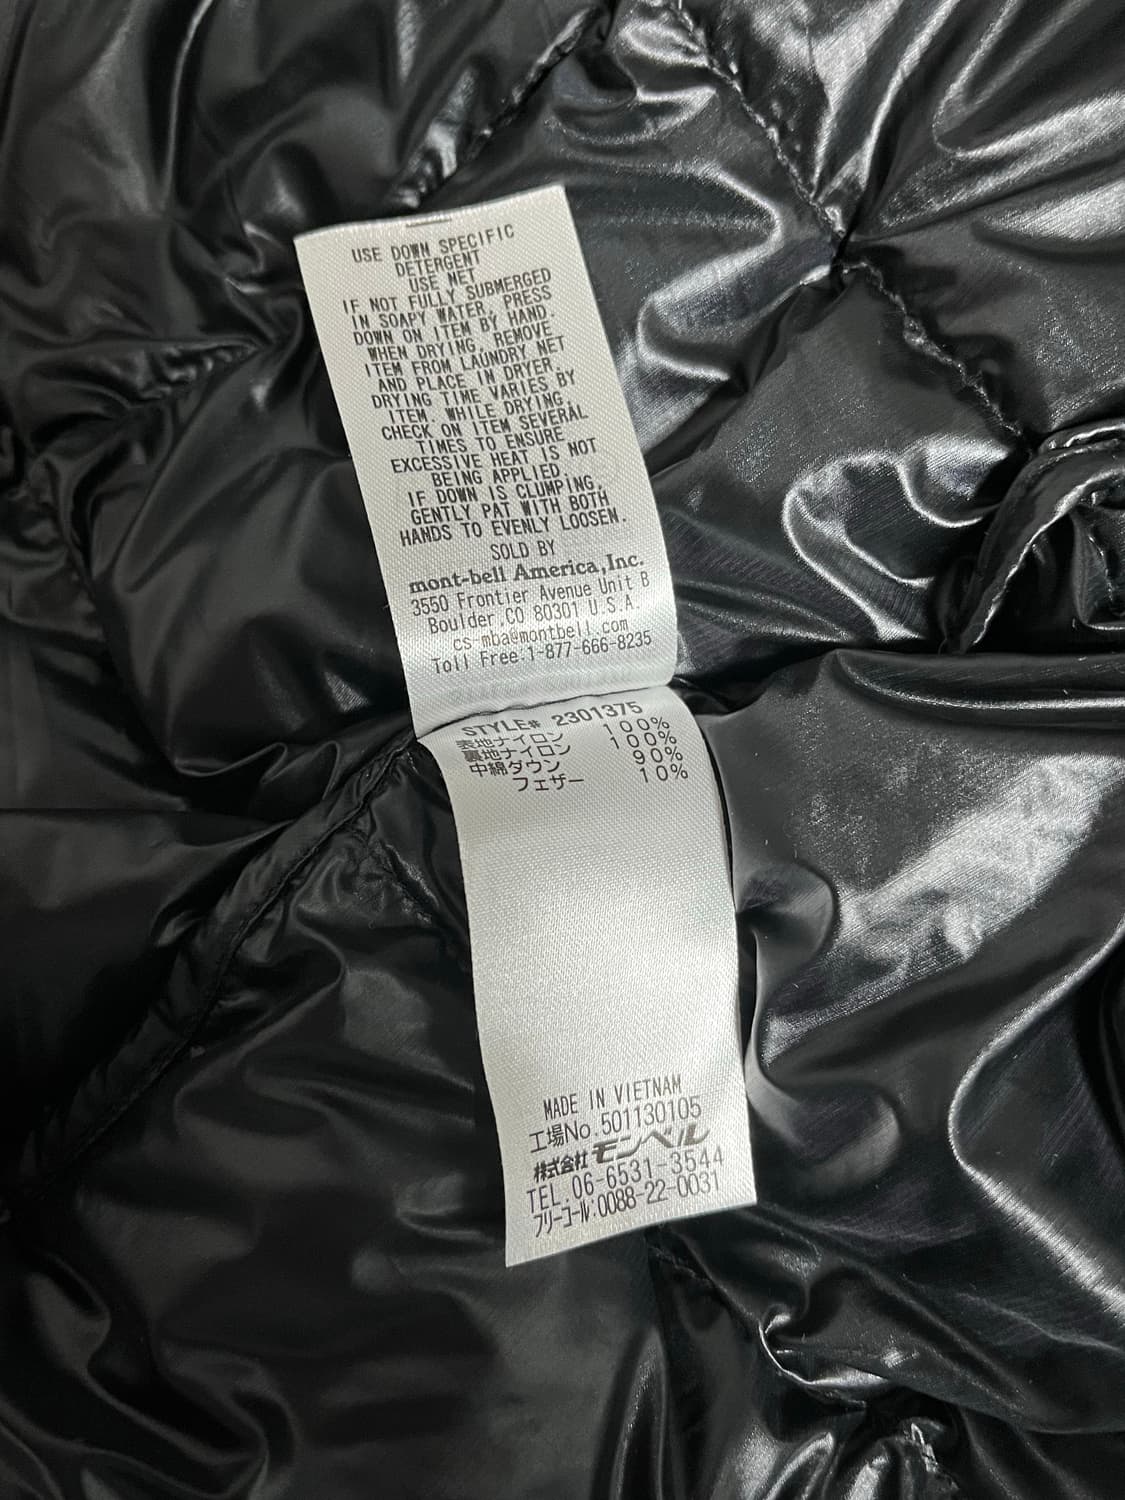 USE DOWN SPECIFIC
DETERGENT
USE NET
IF NOT FULLY SUBMERGED
IN SOAPY WATER, PRESS
DOWN ON ITEM BY HAND.
WHEN DRYING, REMOVE
ITEM FROM LAUNDRY NET
AND PLACE IN DRYER.
DRYING TIME VARIES BY
ITEM. WHILE DRYING,
CHECK ON ITEM SEVERAL
TIMES TO ENSURE
EXCESSIVE HEAT IS NOT
BEING APPLIED.
IF DOWN IS CLUMPING,
GENTLY PAT WITH BOTH
HANDS TO EVENLY LOOSEN.
SOLD BY
mont-bell America,Inc.
3550 Frontier Avenue Unit B
Boulder,CO 80301 U.S.A.
cs-mba@montbell.com
Toll Free:1-877-666-8235
STYLE# 2301375
表地ナイロン 100%
裏地ナイロン 100%
中綿ダウン 90%
フェザー 10%
MADE IN VIETNAM
工場No.501130105
株式会社モンベル
TEL.06-6531-3544
フリーコール:0088-22-0031